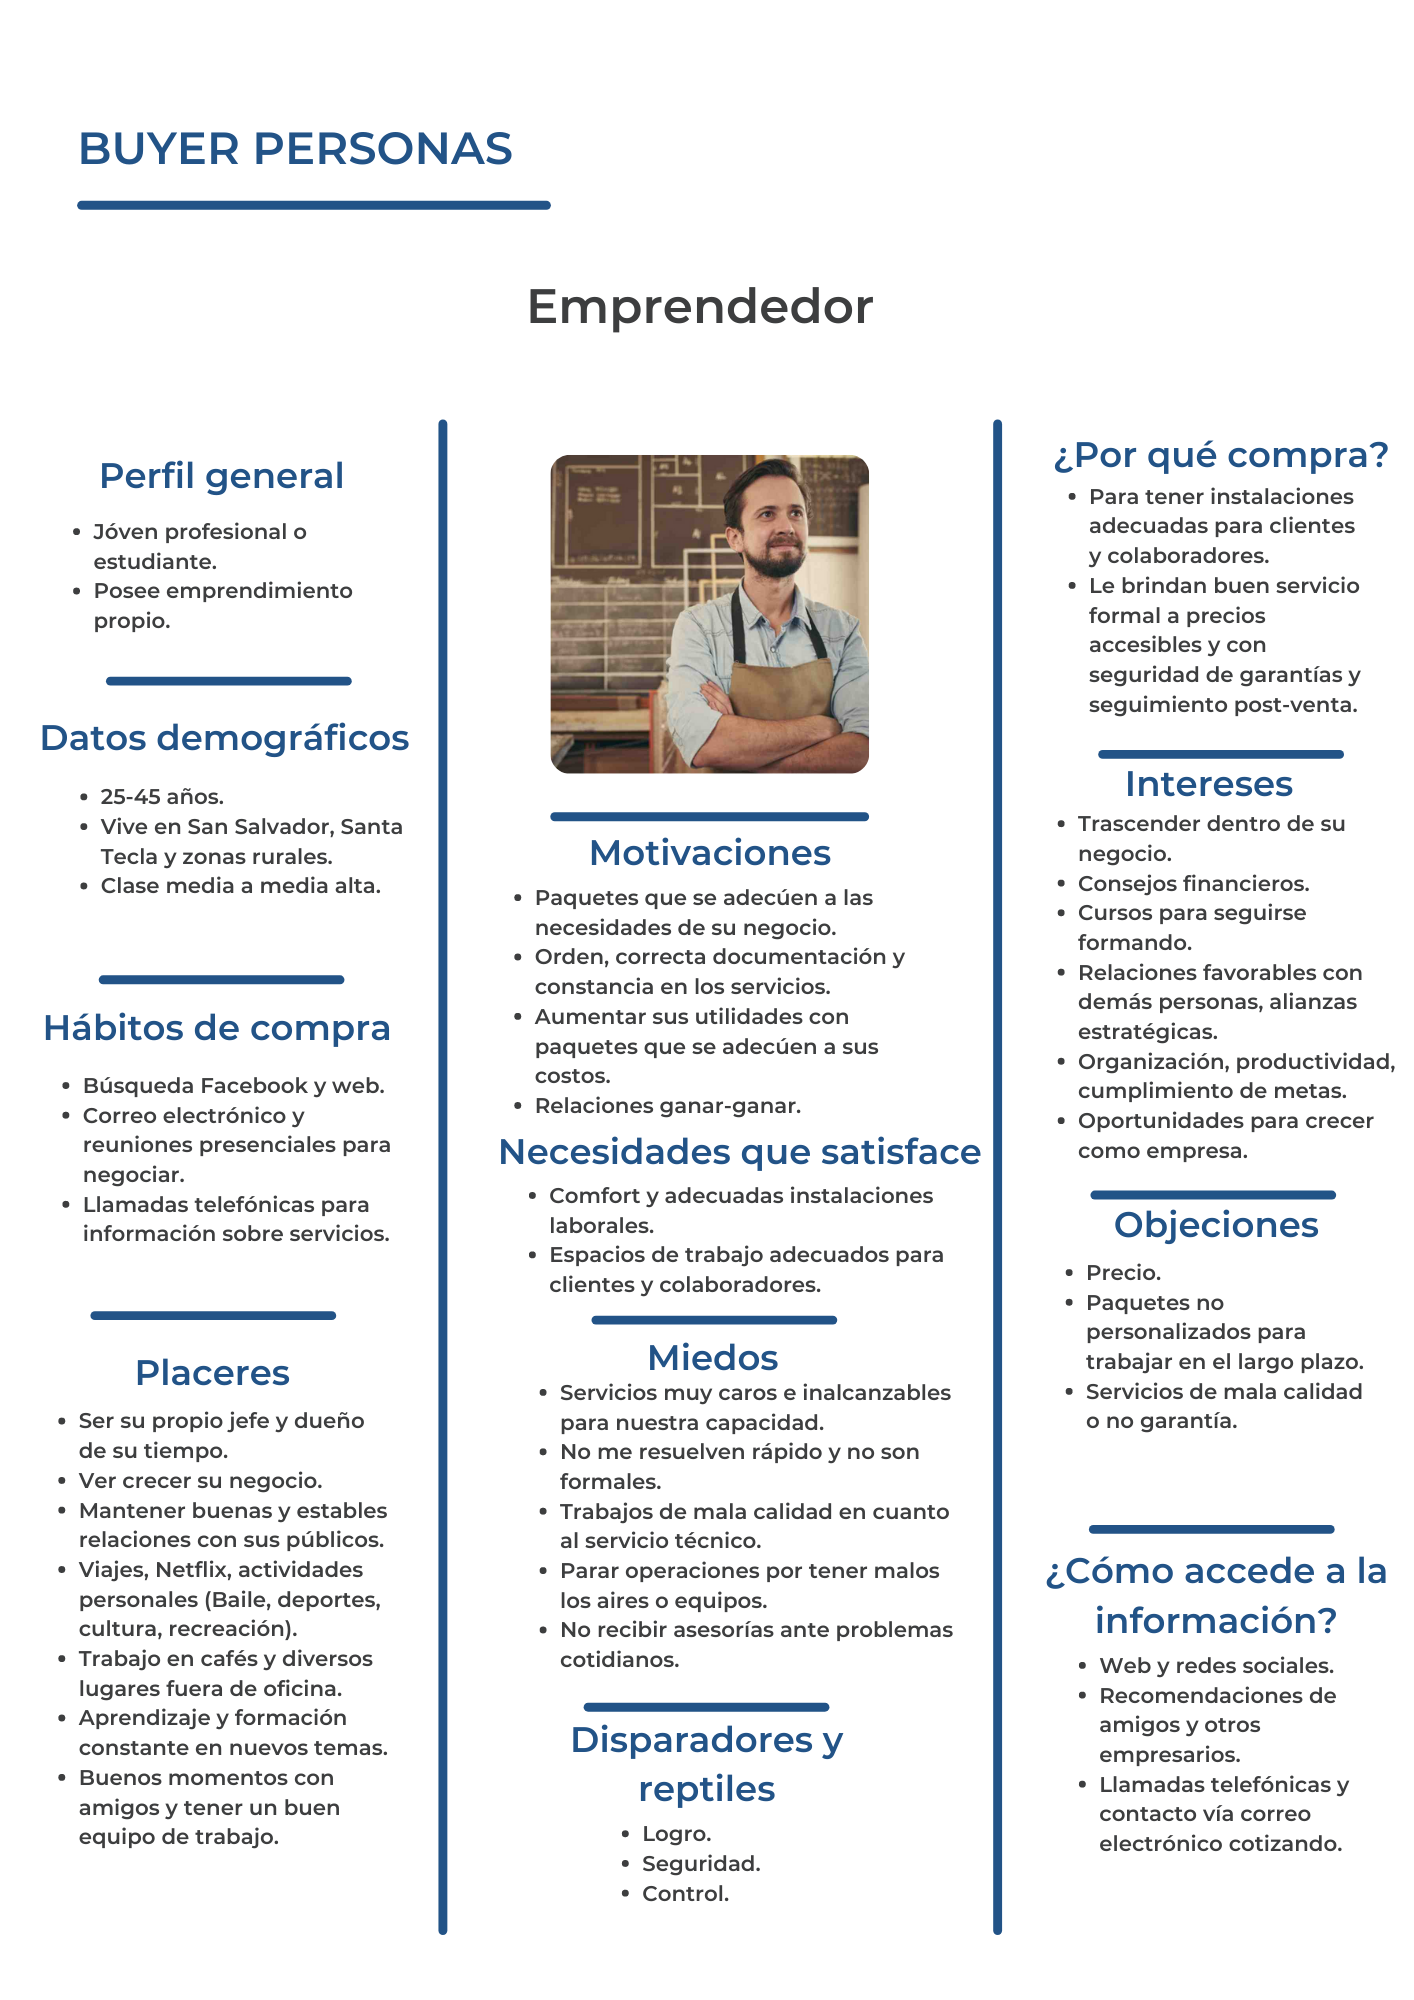 BUYER PERSONAS
Emprendedor
Perfil general
• Jóven profesional o
estudiante.
• Posee emprendimiento
propio.
Datos demográficos
• 25-45 años.
• Vive en San Salvador, Santa
Tecla y zonas rurales.
• Clase media a media alta.
Hábitos de compra
• Búsqueda Facebook y web.
• Correo electrónico y
reuniones presenciales para
negociar.
• Llamadas telefónicas para
información sobre servicios.
Placeres
• Ser su propio jefe y dueño
de su tiempo.
• Ver crecer su negocio.
• Mantener buenas y estables
relaciones con sus públicos.
• Viajes, Netflix, actividades
personales (Baile, deportes,
cultura, recreación).
• Trabajo en cafés y diversos
lugares fuera de oficina.
• Aprendizaje y formación
constante en nuevos temas.
• Buenos momentos con
amigos y tener un buen
equipo de trabajo.
Motivaciones
• Paquetes que se adecúen a las
necesidades de su negocio.
• Orden, correcta documentación y
constancia en los servicios.
• Aumentar sus utilidades con
paquetes que se adecúen a sus
costos.
• Relaciones ganar-ganar.
Necesidades que satisface
• Comfort y adecuadas instalaciones
laborales.
• Espacios de trabajo adecuados para
clientes y colaboradores.
Miedos
• Servicios muy caros e inalcanzables
para nuestra capacidad.
• No me resuelven rápido y no son
formales.
• Trabajos de mala calidad en cuanto
al servicio técnico.
• Parar operaciones por tener malos
los aires o equipos.
• No recibir asesorías ante problemas
cotidianos.
Disparadores y
reptiles
• Logro.
• Seguridad.
• Control.
¿Por qué compra?
• Para tener instalaciones
adecuadas para clientes
y colaboradores.
• Le brindan buen servicio
formal a precios
accesibles y con
seguridad de garantías y
seguimiento post-venta.
Intereses
• Trascender dentro de su
negocio.
• Consejos financieros.
• Cursos para seguirse
formando.
• Relaciones favorables con
demás personas, alianzas
estratégicas.
• Organización, productividad,
cumplimiento de metas.
• Oportunidades para crecer
como empresa.
Objeciones
• Precio.
• Paquetes no
personalizados para
trabajar en el largo plazo.
• Servicios de mala calidad
o no garantía.
¿Cómo accede a la
información?
• Web y redes sociales.
• Recomendaciones de
amigos y otros
empresarios.
• Llamadas telefónicas y
contacto vía correo
electrónico cotizando.